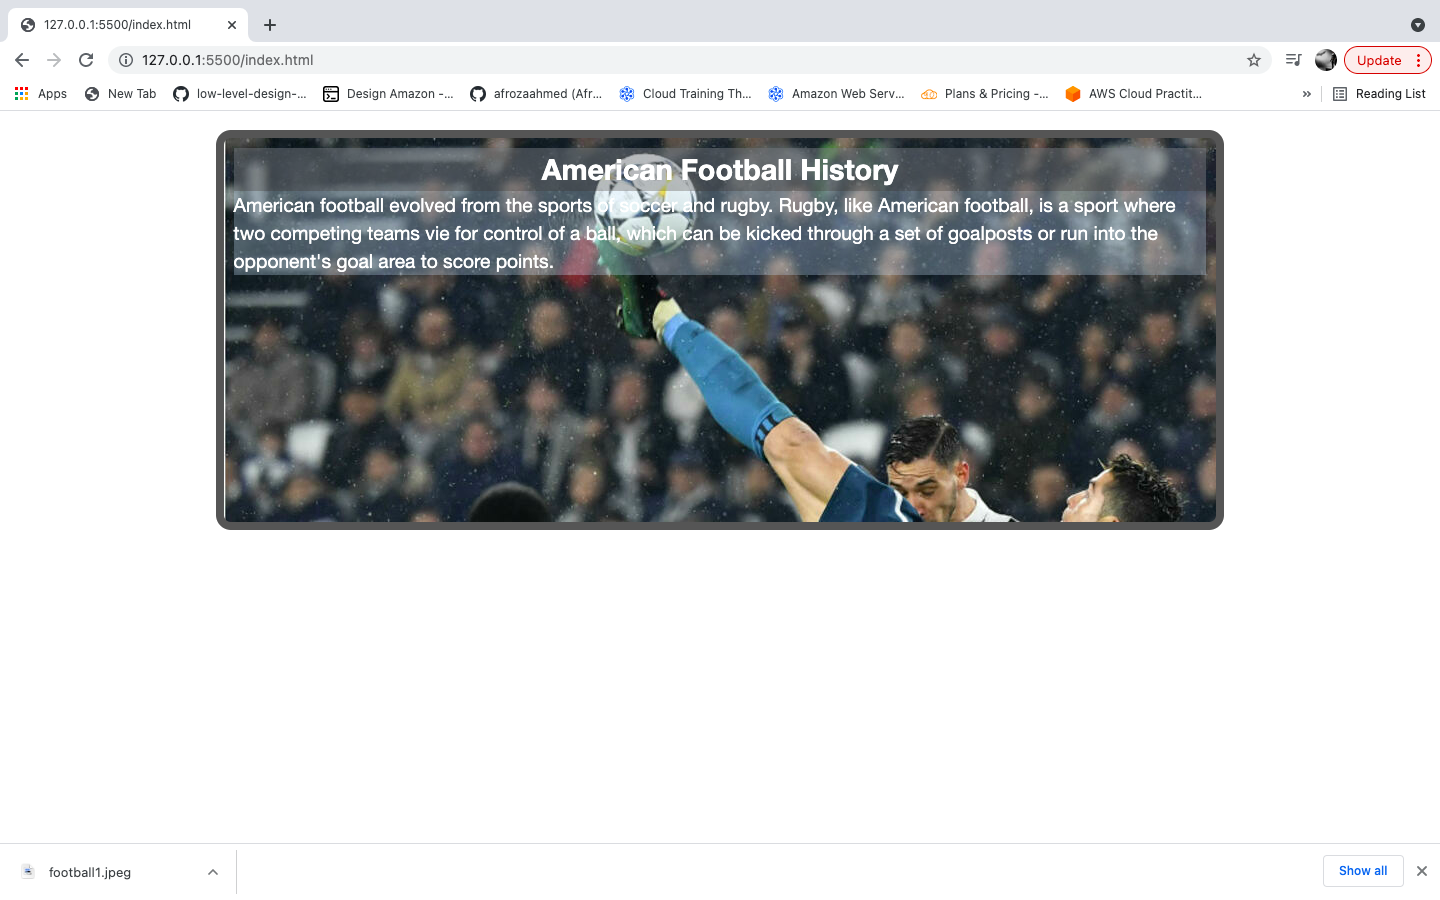 127.0.0.1:5500/index.html
127.0.0.1:5500/index.html
Update
Apps
New Tab
low-level-design-...
Design Amazon -...
afrozaahmed (Afr...
Cloud Training Th...
Amazon Web Serv...
Plans & Pricing -...
AWS Cloud Practit...
»
Reading List
American Football History
American football evolved from the sports of soccer and rugby. Rugby, like American football, is a sport where
two competing teams vie for control of a ball, which can be kicked through a set of goalposts or run into the
opponent's goal area to score points.
football1.jpeg
Show all